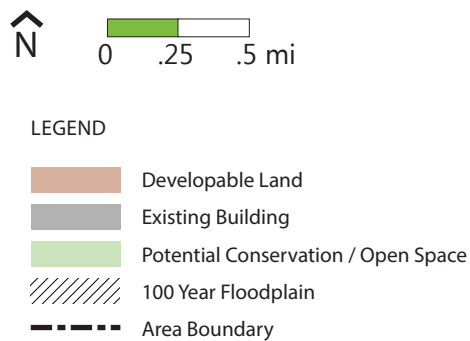 N
0 .25 .5 mi
LEGEND
Developable Land
Existing Building
Potential Conservation / Open Space
100 Year Floodplain
Area Boundary